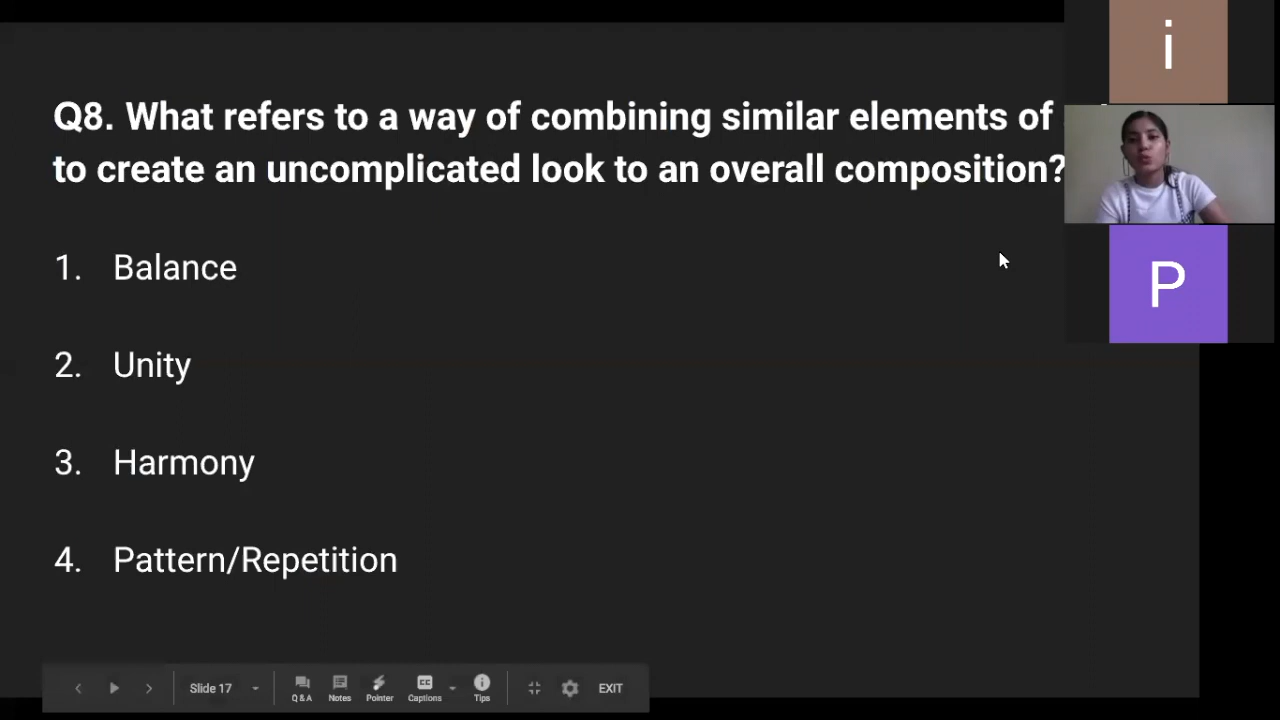 Q8. What refers to a way of combining similar elements of
to create an uncomplicated look to an overall composition?
1. Balance
2. Unity
3. Harmony
4. Pattern/Repetition
i
P
Slide 17
Q & A
Notes
Pointer
Captions
Tips
EXIT